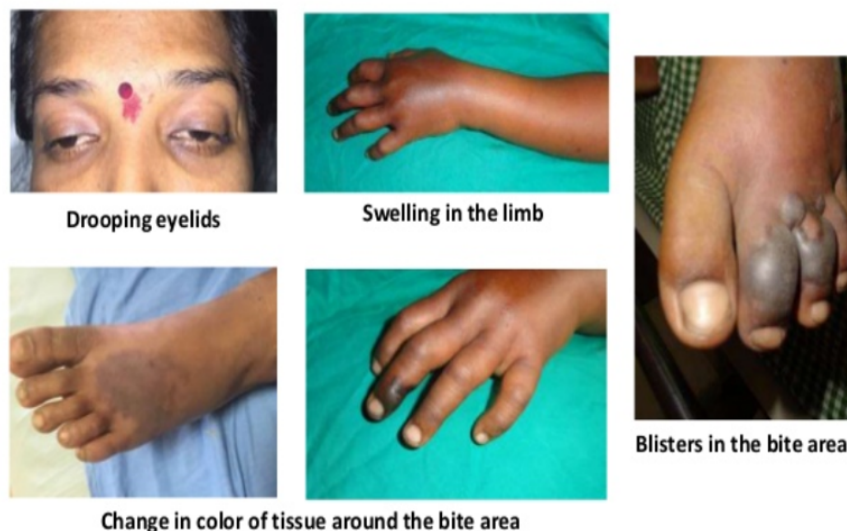 Drooping eyelids
Swelling in the limb
Change in color of tissue around the bite area
Blisters in the bite area